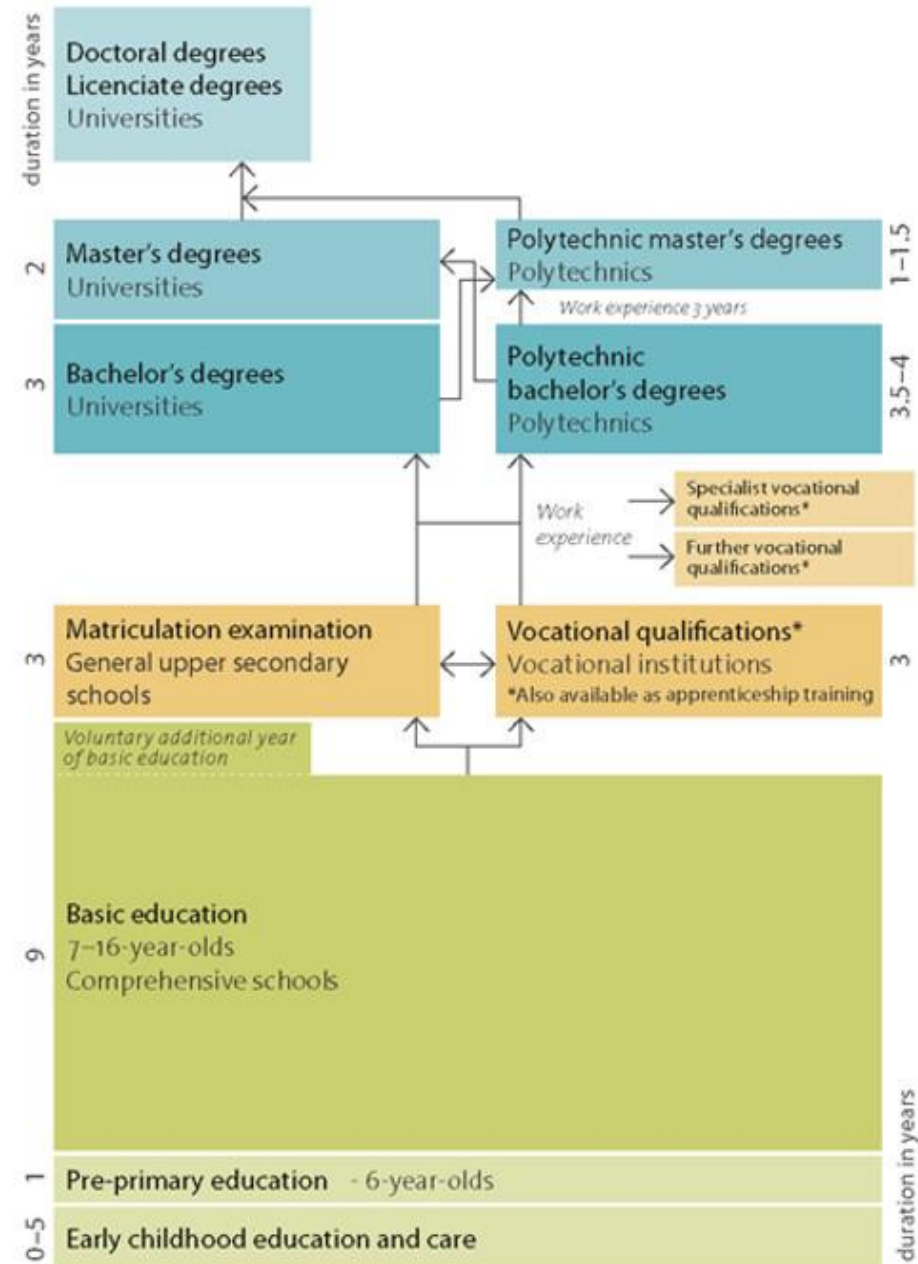 duration in years
Doctoral degrees
Licenciate degrees
Universities
2
Master's degrees
Universities
Polytechnic master's degrees
Polytechnics
1–1.5
Work experience 3 years
3
Bachelor's degrees
Universities
Polytechnic
bachelor's degrees
Polytechnics
3.5–4
Work
experience
Specialist vocational
qualifications*
Further vocational
qualifications*
3
Matriculation examination
General upper secondary
schools
Vocational qualifications*
Vocational institutions
*Also available as apprenticeship training
3
Voluntary additional year
of basic education
9
Basic education
7–16-year-olds
Comprehensive schools
1
Pre-primary education - 6-year-olds
0–5
Early childhood education and care
duration in years